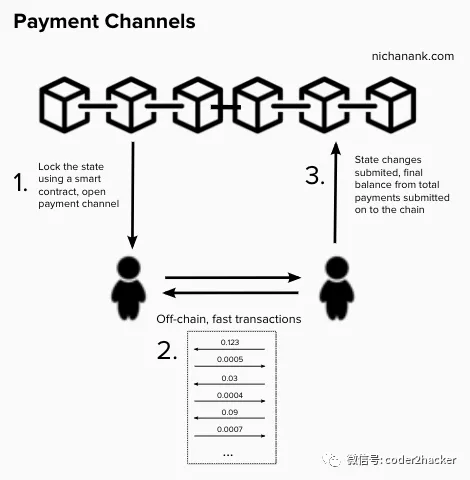 Payment Channels
nichanank.com
1.
Lock the state
using a smart
contract, open
payment channel
3.
State changes
submited, final
balance from total
payments submitted
on to the chain
Off-chain, fast transactions
2.
0.123
0.0005
0.03
0.0004
0.09
0.0007
...
微信号: coder2hacker